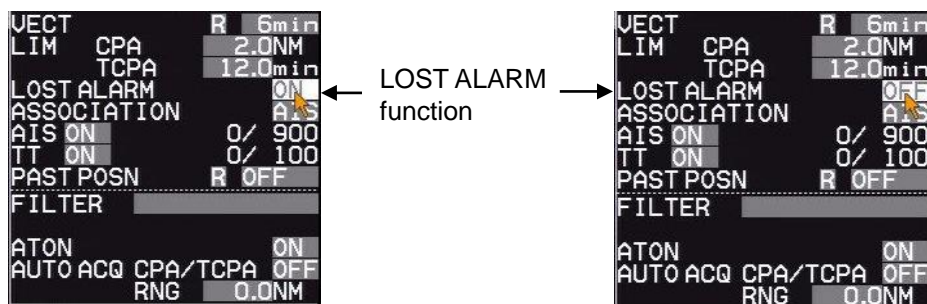 VECT R 6min
LIM CPA 2.0NM
TCPA 12.0min
LOST ALARM ON
ASSOCIATION AIS
AIS ON 0/ 900
TT ON 0/ 100
PAST POSN R OFF
FILTER
ATON ON
AUTO ACQ CPA/TCPA OFF
RNG 0.0NM
LOST ALARM
function
VECT R 6min
LIM CPA 2.0NM
TCPA 12.0min
LOST ALARM OFF
ASSOCIATION AIS
AIS ON 0/ 900
TT ON 0/ 100
PAST POSN R OFF
FILTER
ATON ON
AUTO ACQ CPA/TCPA OFF
RNG 0.0NM